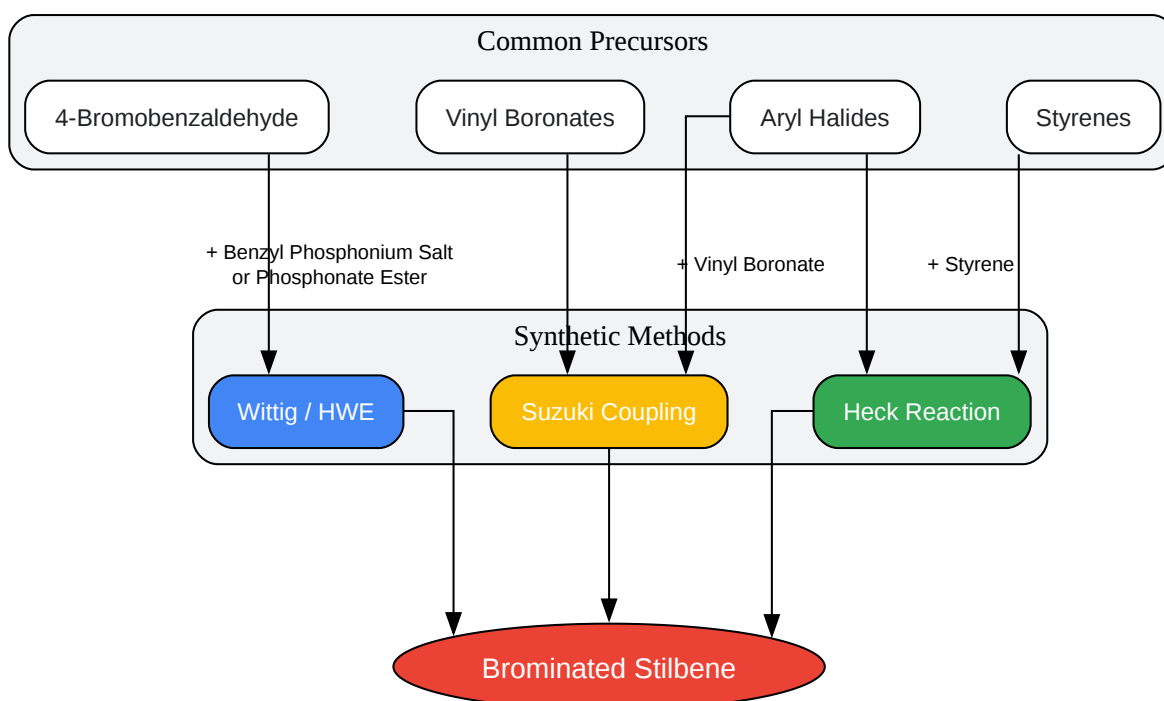 Common Precursors
4-Bromobenzaldehyde
Vinyl Boronates
Aryl Halides
Styrenes
+ Benzyl Phosphonium Salt
or Phosphonate Ester
+ Vinyl Boronate
+ Styrene
Synthetic Methods
Wittig / HWE
Suzuki Coupling
Heck Reaction
Brominated Stilbene